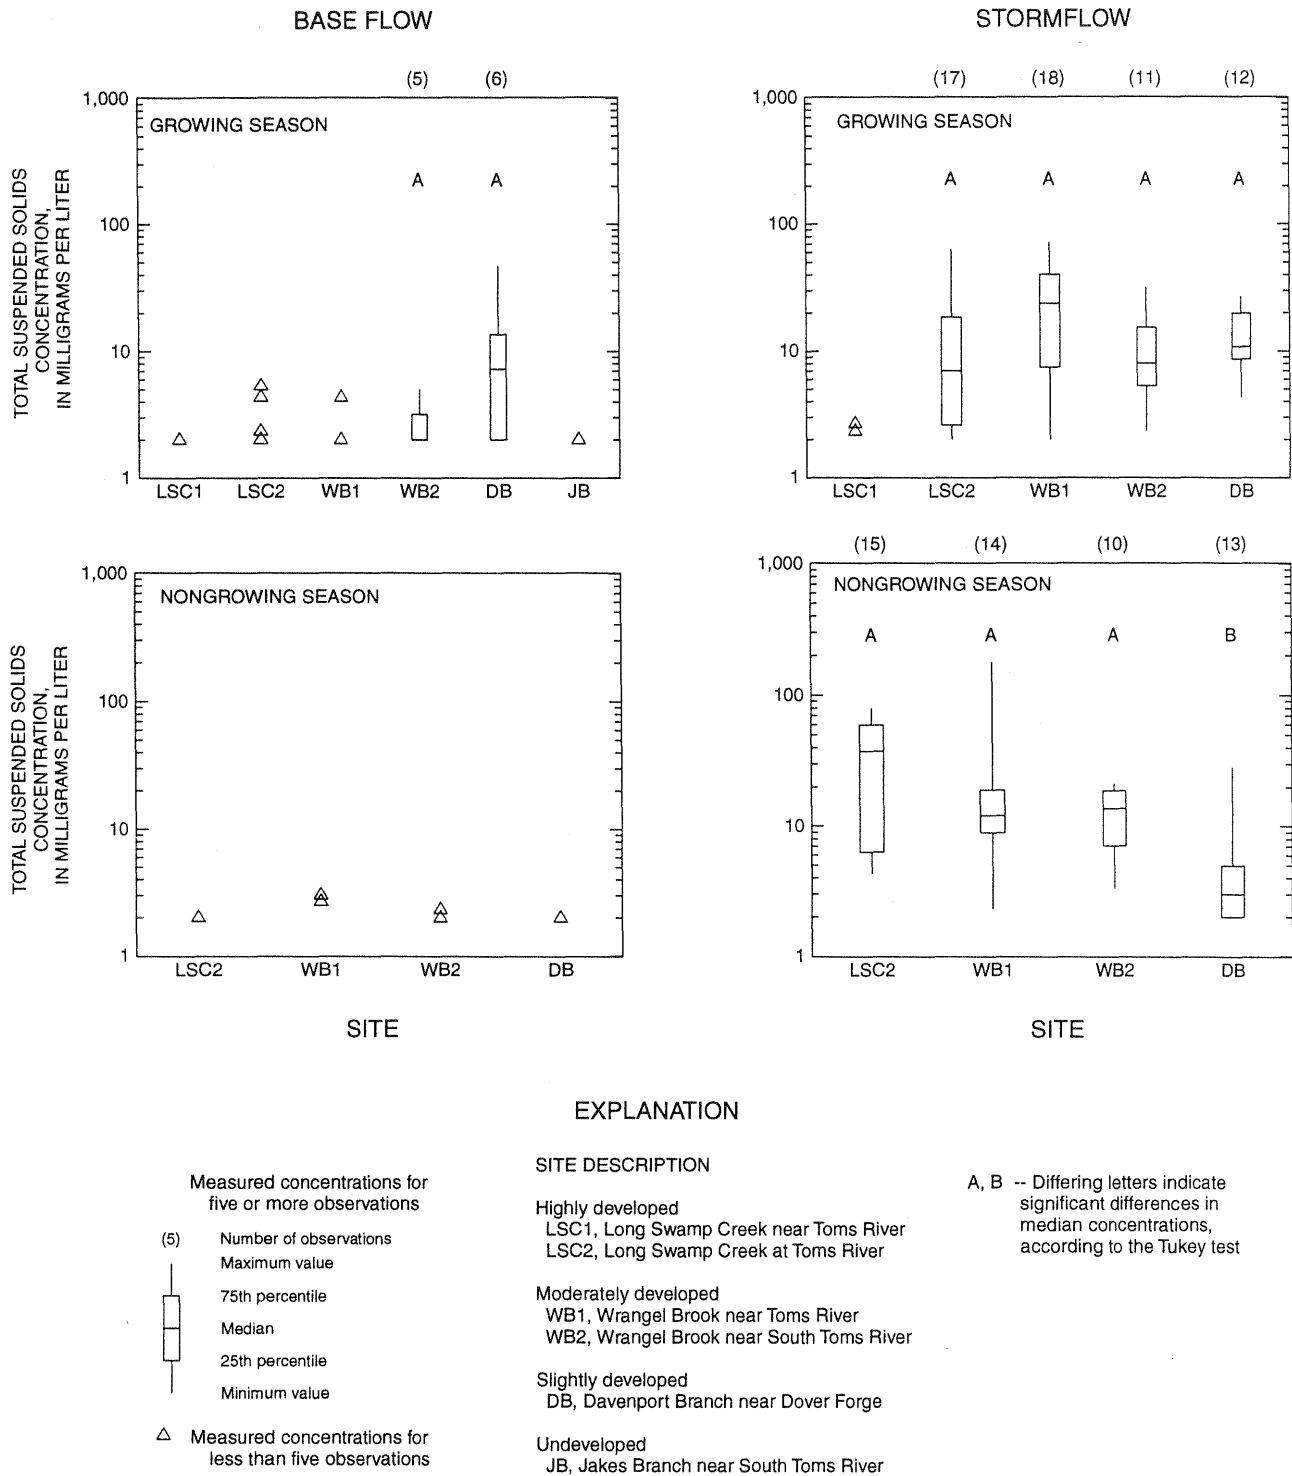 BASE FLOW
STORMFLOW
(5) (6)
1,000
100
10
1
GROWING SEASON
A A
TOTAL SUSPENDED SOLIDS
CONCENTRATION,
IN MILLIGRAMS PER LITER
LSC1 LSC2 WB1 WB2 DB JB
(17) (18) (11) (12)
1,000
100
10
1
GROWING SEASON
A A A A
LSC1 LSC2 WB1 WB2 DB
1,000
100
10
1
NONGROWING SEASON
TOTAL SUSPENDED SOLIDS
CONCENTRATION,
IN MILLIGRAMS PER LITER
LSC2 WB1 WB2 DB
SITE
(15) (14) (10) (13)
1,000
100
10
1
NONGROWING SEASON
A A A B
LSC2 WB1 WB2 DB
SITE
EXPLANATION
Measured concentrations for
five or more observations
(5) Number of observations
Maximum value
75th percentile
Median
25th percentile
Minimum value
Measured concentrations for
less than five observations
SITE DESCRIPTION
Highly developed
LSC1, Long Swamp Creek near Toms River
LSC2, Long Swamp Creek at Toms River
Moderately developed
WB1, Wrangel Brook near Toms River
WB2, Wrangel Brook near South Toms River
Slightly developed
DB, Davenport Branch near Dover Forge
Undeveloped
JB, Jakes Branch near South Toms River
A, B -- Differing letters indicate
significant differences in
median concentrations,
according to the Tukey test